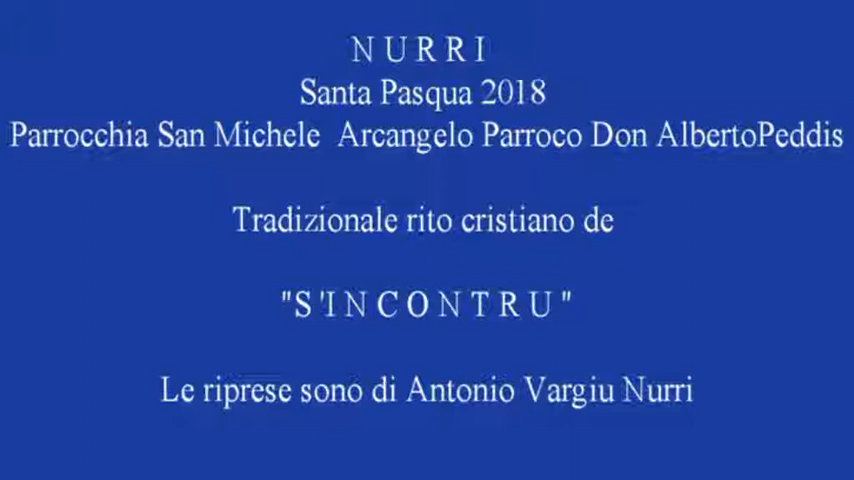 N U R R I
Santa Pasqua 2018
Parrocchia San Michele  Arcangelo Parroco Don AlbertoPeddis
Tradizionale rito cristiano de
"S 'I N C O N T R U "
Le riprese sono di Antonio Vargiu Nurri